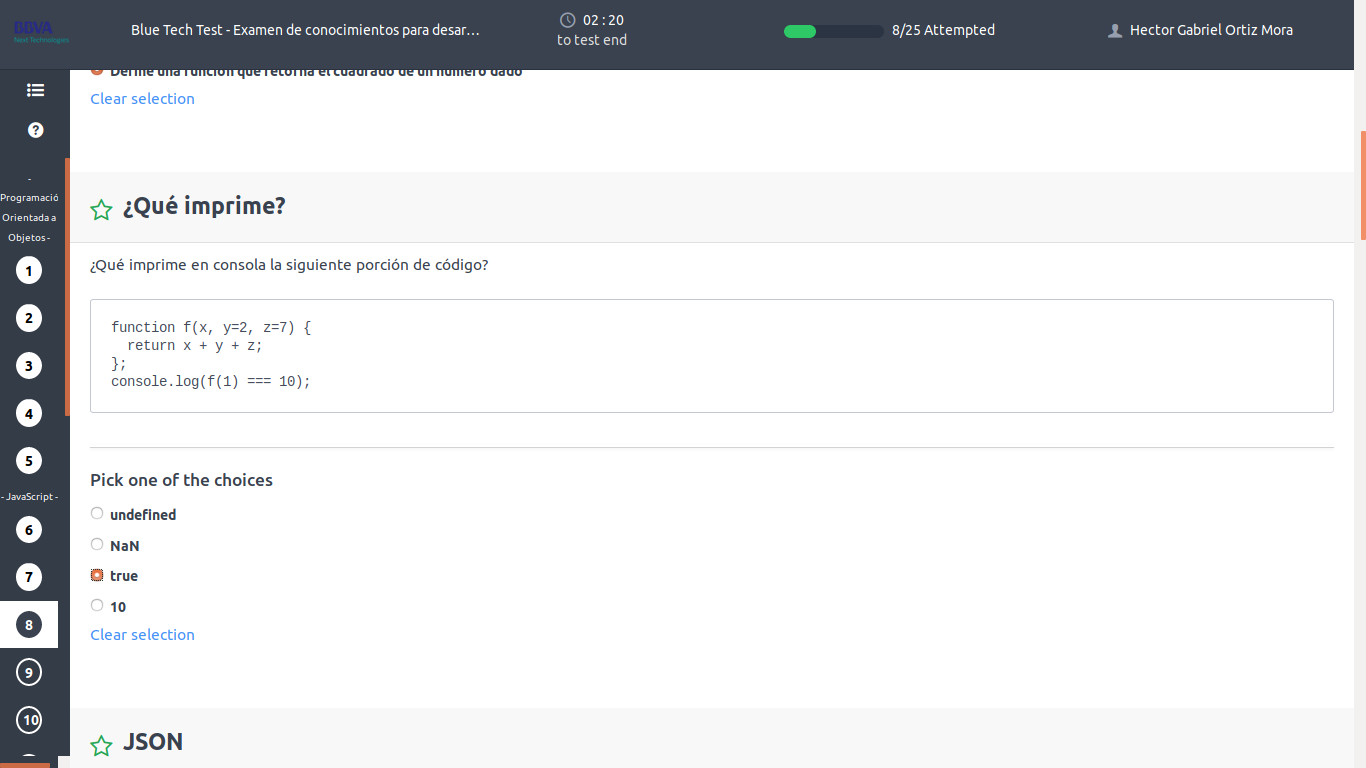 BBVA
Next Technologies
Blue Tech Test - Examen de conocimientos para desar...
02 : 20
to test end
8/25 Attempted
Hector Gabriel Ortiz Mora
Define una función que retorna el cuadrado de un número dado
Clear selection
-
Programació
Orientada a
Objetos -
1
2
3
4
5
- JavaScript -
6
7
8
9
10
¿Qué imprime?
¿Qué imprime en consola la siguiente porción de código?
function f(x, y=2, z=7) {
  return x + y + z;
};
console.log(f(1) === 10);
Pick one of the choices
undefined
NaN
true
10
Clear selection
JSON